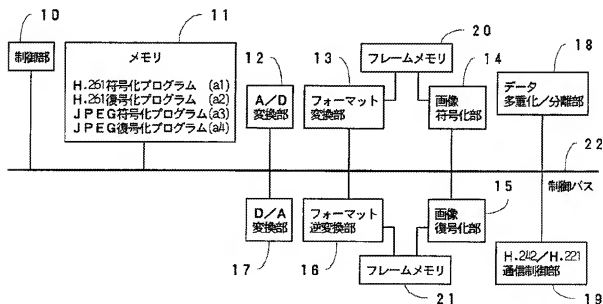 10
制御部
11
メモリ
H.261符号化プログラム (a1)
H.261復号化プログラム (a2)
JPEG符号化プログラム(a3)
JPEG復号化プログラム(a4)
12
A/D
変換部
13
フォーマット
変換部
20
フレームメモリ
14
画像
符号化部
18
データ
多重化/分離部
22
制御バス
D/A
変換部
17
フォーマット
逆変換部
16
画像
復号化部
15
フレームメモリ
21
H.242/H.221
通信制御部
19